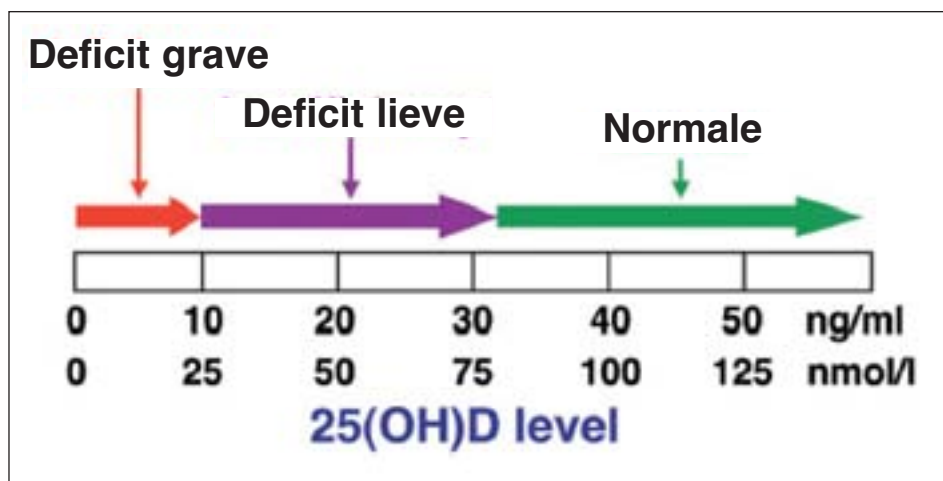 Deficit grave
Deficit lieve
Normale
0 10 20 30 40 50 ng/ml
0 25 50 75 100 125 nmol/l
25(OH)D level